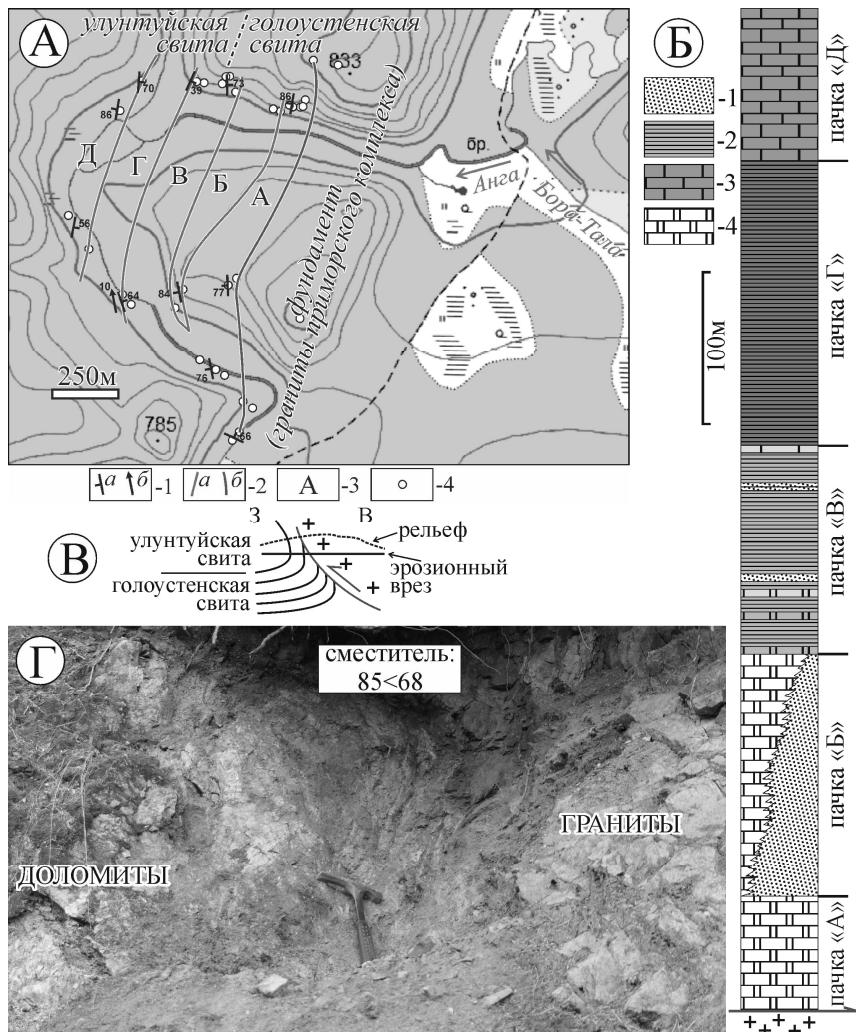 А
улунтуйская
свита
голоустенская
свита
833
70
39
73
86
86
Д
Г
В
Б
А
бр.
Анга
Бора-Тала
56
10
64
84
77
76
66
фундамент
(граниты приморского комплекса)
250м
785
а б -1
а б -2
А -3
-4
Б
-1
-2
-3
-4
100м
пачка «Д»
пачка «Г»
пачка «В»
пачка «Б»
пачка «А»
В
З В
улунтуйская
свита
голоустенская
свита
рельеф
эрозионный
врез
Г
сместитель:
85<68
ДОЛОМИТЫ
ГРАНИТЫ